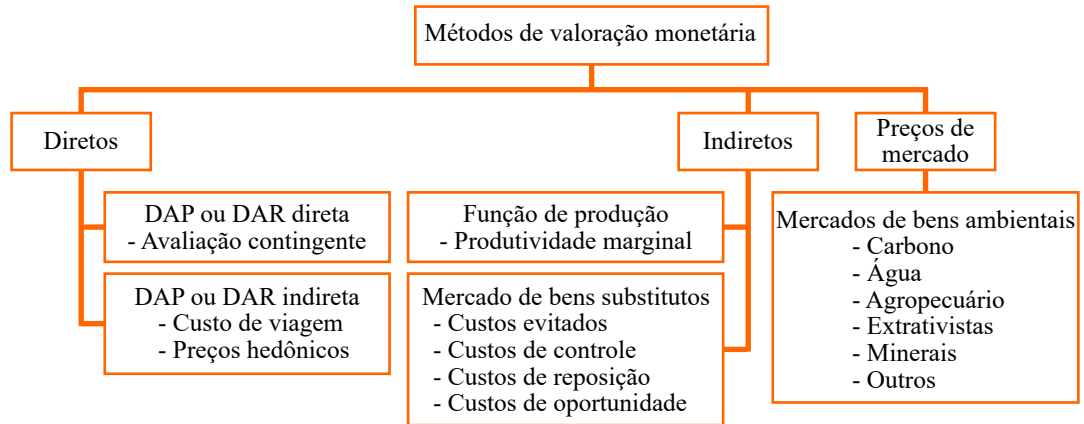 Métodos de valoração monetária
Diretos
Indiretos
Preços de
mercado
DAP ou DAR direta
- Avaliação contingente
DAP ou DAR indireta
- Custo de viagem
- Preços hedônicos
Função de produção
- Produtividade marginal
Mercado de bens substitutos
- Custos evitados
- Custos de controle
- Custos de reposição
- Custos de oportunidade
Mercados de bens ambientais
- Carbono
- Água
- Agropecuário
- Extrativistas
- Minerais
- Outros